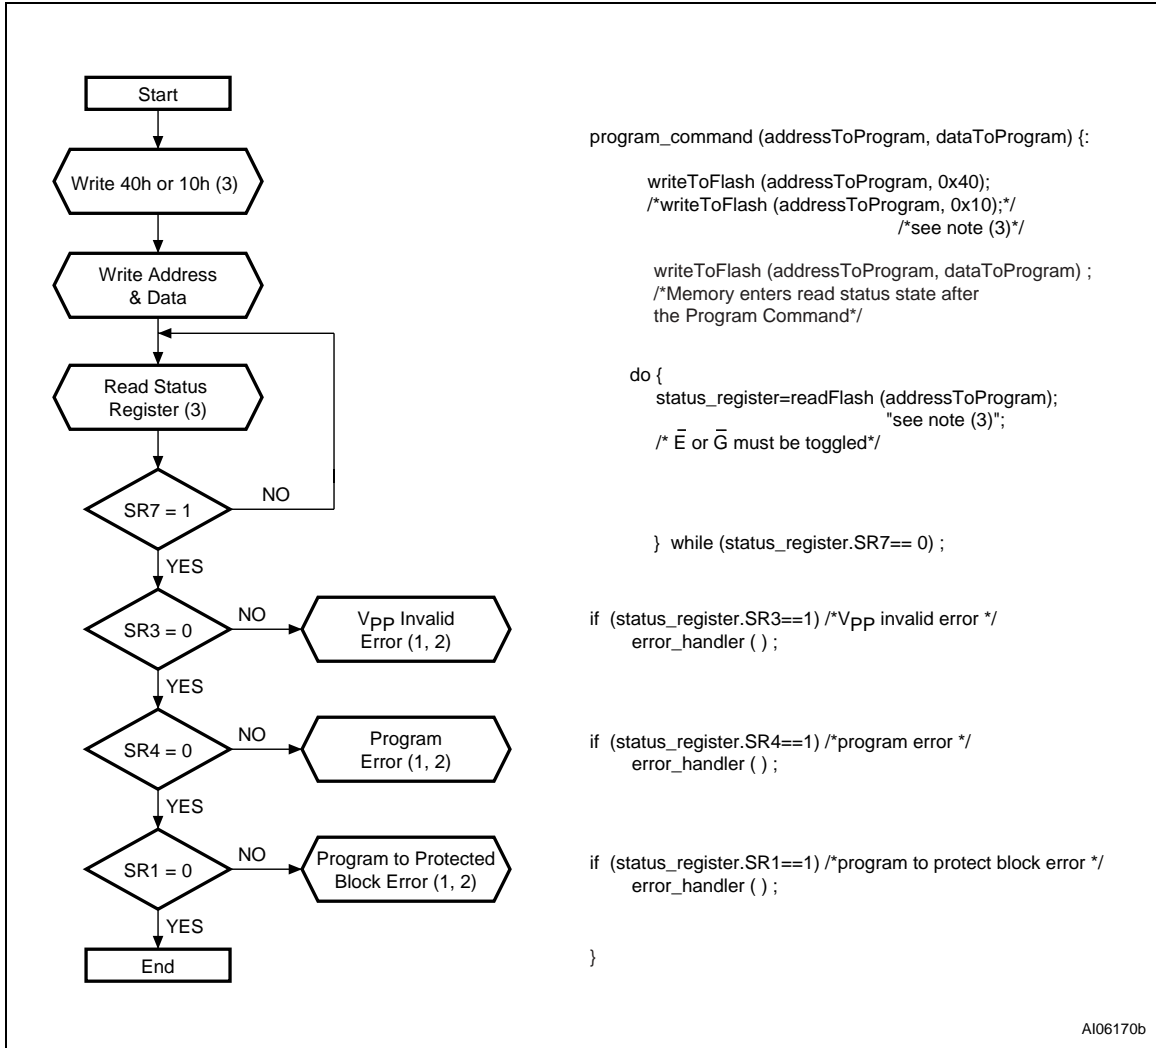 Start
Write 40h or 10h (3)
Write Address
& Data
Read Status
Register (3)
SR7 = 1
NO
YES
SR3 = 0
NO
VPP Invalid
Error (1, 2)
YES
SR4 = 0
NO
Program
Error (1, 2)
YES
SR1 = 0
NO
Program to Protected
Block Error (1, 2)
YES
End
program_command (addressToProgram, dataToProgram) {:
writeToFlash (addressToProgram, 0x40);
/*writeToFlash (addressToProgram, 0x10);*/
/*see note (3)*/
writeToFlash (addressToProgram, dataToProgram) ;
/*Memory enters read status state after
the Program Command*/
do {
status_register=readFlash (addressToProgram);
"see note (3)";
/* E̅ or G̅ must be toggled*/
} while (status_register.SR7== 0) ;
if (status_register.SR3==1) /*VPP invalid error */
error_handler ( ) ;
if (status_register.SR4==1) /*program error */
error_handler ( ) ;
if (status_register.SR1==1) /*program to protect block error */
error_handler ( ) ;
}
AI06170b